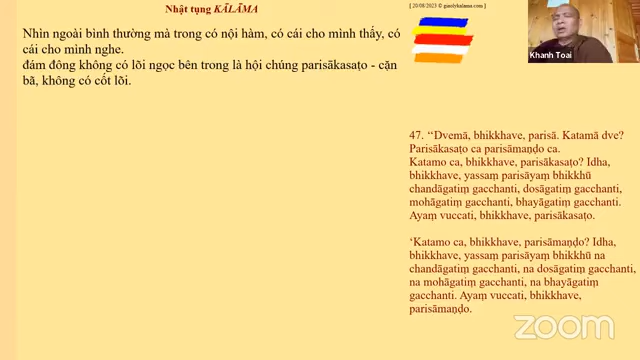 Nhật tụng KĀLĀMA
Nhìn ngoài bình thường mà trong có nội hàm, có cái cho mình thấy, có
cái cho mình nghe.
đám đông không có lõi ngọc bên trong là hội chúng parisākasaṭo - cặn
bã, không có cốt lõi.
[ 20/08/2023 © giaolykalama.com ]
Khanh Toai
47. ‘‘Dvemā, bhikkhave, parisā. Katamā dve?
Parisākasaṭo ca parisāmaṇḍo ca.
Katamo ca, bhikkhave, parisākasaṭo? Idha,
bhikkhave, yassaṃ parisāyaṃ bhikkhū
chandāgatiṃ gacchanti, dosāgatiṃ gacchanti,
mohāgatiṃ gacchanti, bhayāgatiṃ gacchanti.
Ayaṃ vuccati, bhikkhave, parisākasaṭo.
‘Katamo ca, bhikkhave, parisāmaṇḍo? Idha,
bhikkhave, yassaṃ parisāyaṃ bhikkhū na
chandāgatiṃ gacchanti, na dosāgatiṃ gacchanti,
na mohāgatiṃ gacchanti, na bhayāgatiṃ
gacchanti. Ayaṃ vuccati, bhikkhave,
parisāmaṇḍo.
zoom